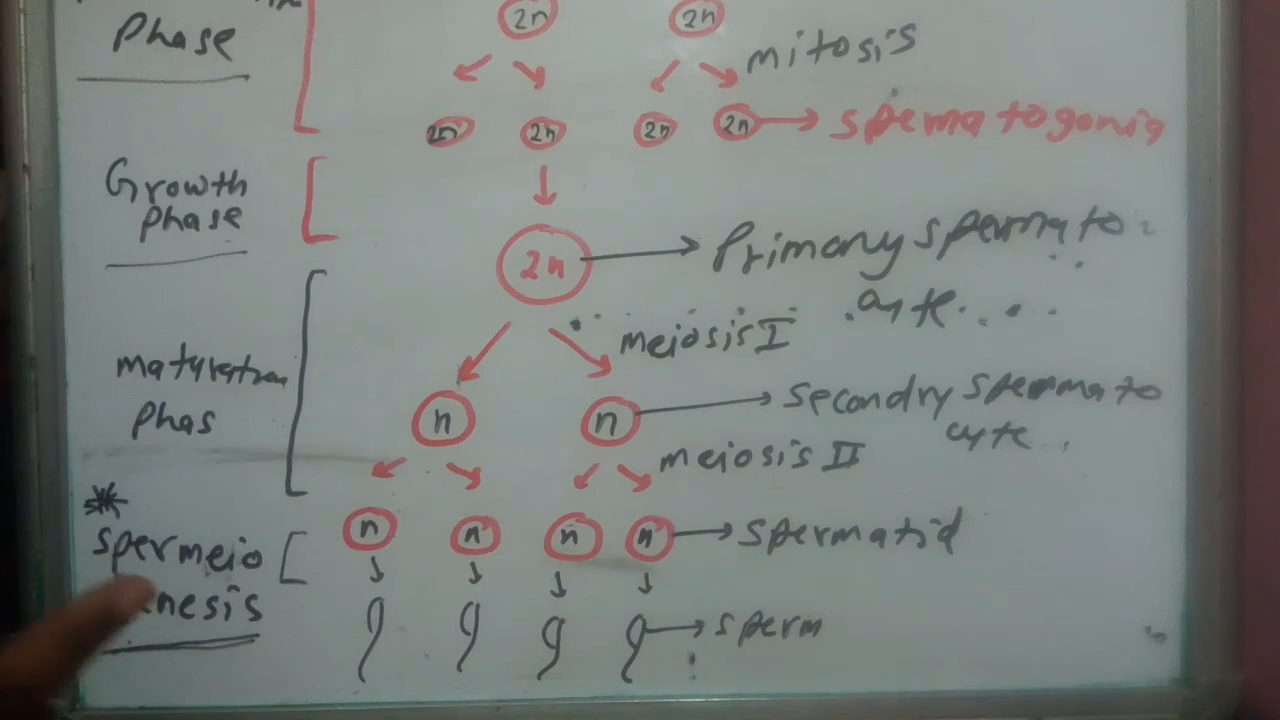 Phase
2n 2n
mitosis
2n 2n 2n 2n spermatogonia
Growth
phase
2n Primary spermato
cyte
meiosis I
maturation
phas
n n secondry spermato
cyte
meiosis II
n n n n spermatid
spermeio
nesis
sperm